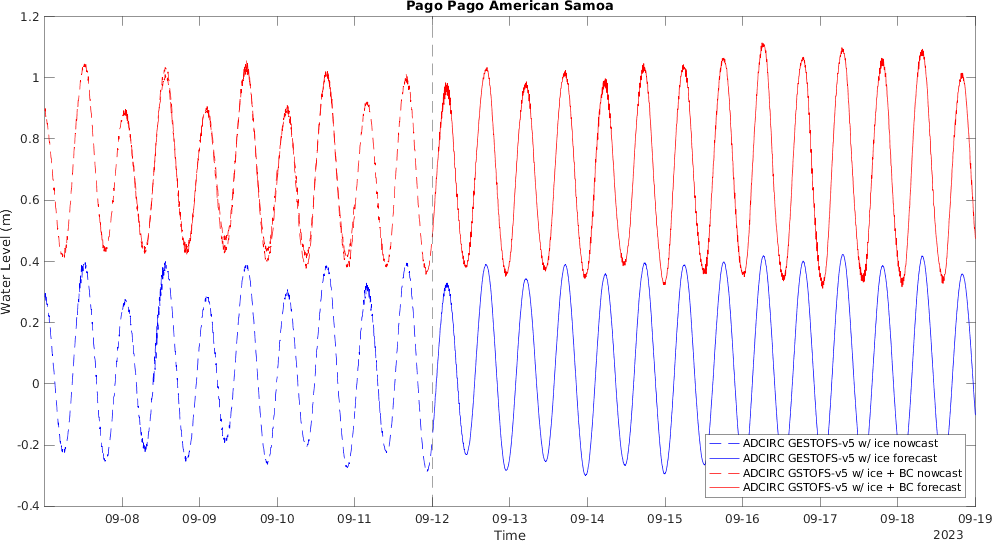 Pago Pago American Samoa
1.2
1
0.8
0.6
0.4
0.2
0
-0.2
-0.4
Water Level (m)
ADCIRC GESTOFS-v5 w/ ice nowcast
ADCIRC GESTOFS-v5 w/ ice forecast
ADCIRC GSTOFS-v5 w/ ice + BC nowcast
ADCIRC GSTOFS-v5 w/ ice + BC forecast
09-08 09-09 09-10 09-11 09-12 09-13 09-14 09-15 09-16 09-17 09-18 09-19
Time
2023